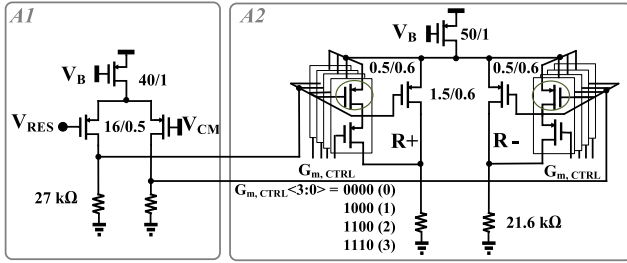 A1
A2
V_B
50/1
V_B
40/1
0.5/0.6
0.5/0.6
V_RES
16/0.5
V_CM
1.5/0.6
R+
R-
G_m, CTRL
G_m, CTRL
27 kΩ
G_m, CTRL<3:0> = 0000 (0)
1000 (1)
1100 (2)
1110 (3)
21.6 kΩ